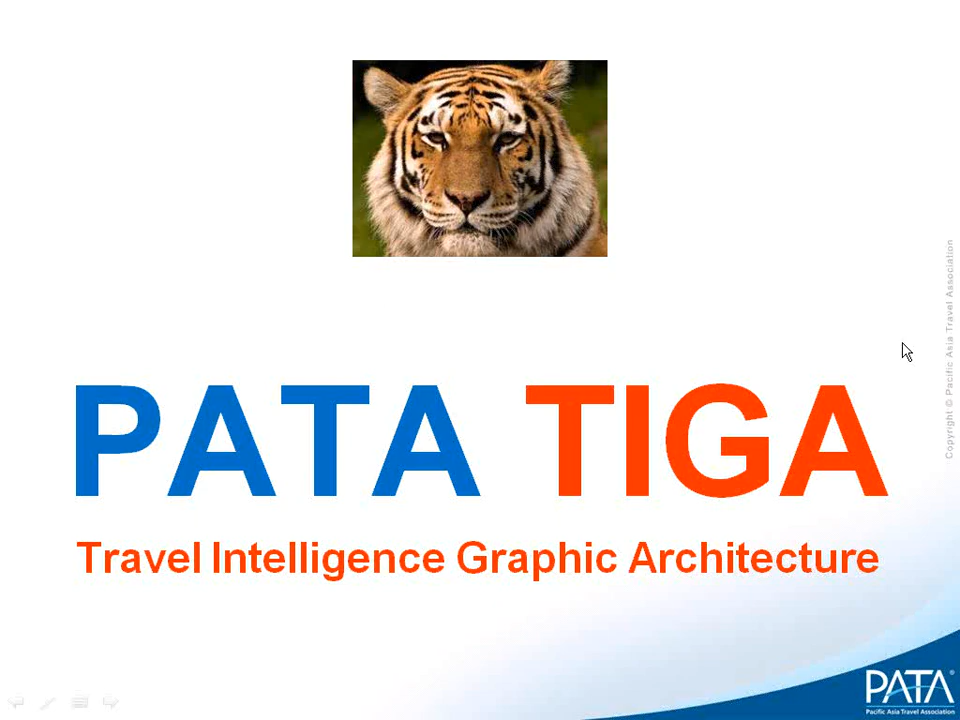 PATA TIGA
Travel Intelligence Graphic Architecture
Copyright © Pacific Asia Travel Association
PATA®
Pacific Asia Travel Association